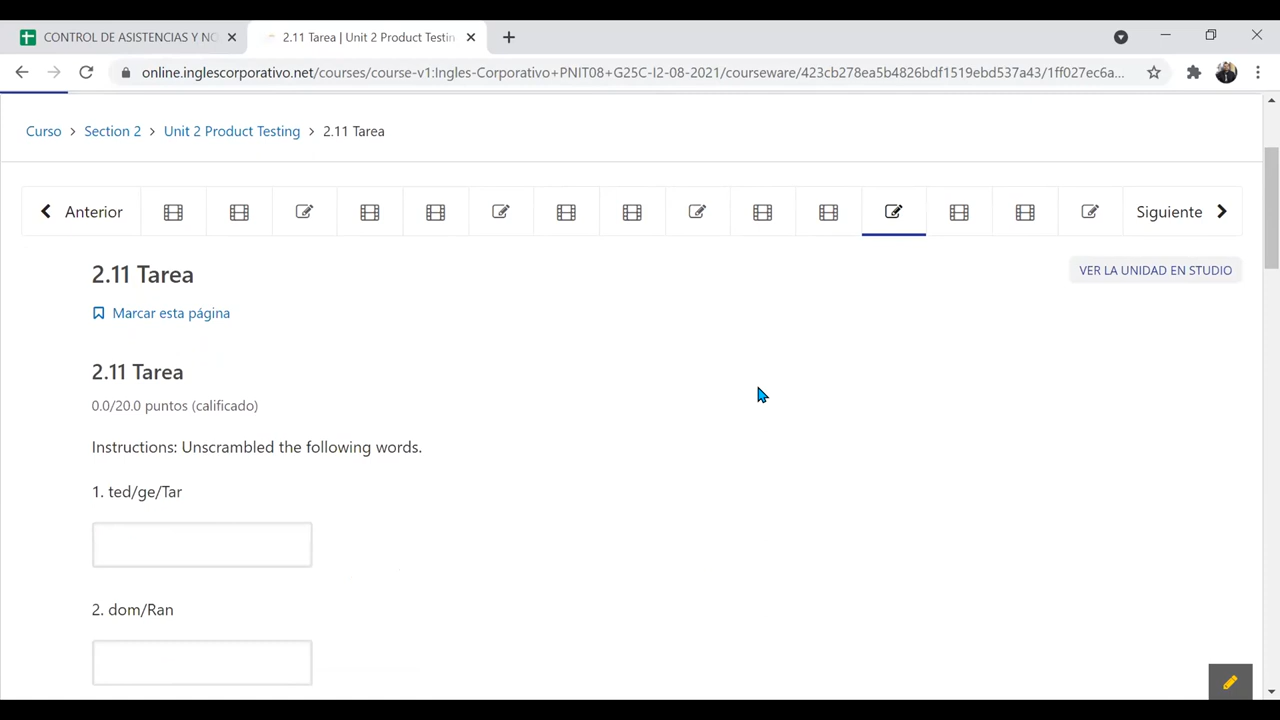 CONTROL DE ASISTENCIAS Y NO
2.11 Tarea | Unit 2 Product Testin
online.inglescorporativo.net/courses/course-v1:Ingles-Corporativo+PNIT08+G25C-I2-08-2021/courseware/423cb278ea5b4826bdf1519ebd537a43/1ff027ec6a...
Curso > Section 2 > Unit 2 Product Testing > 2.11 Tarea
Anterior
Siguiente
2.11 Tarea
VER LA UNIDAD EN STUDIO
Marcar esta página
2.11 Tarea
0.0/20.0 puntos (calificado)
Instructions: Unscrambled the following words.
1. ted/ge/Tar
2. dom/Ran